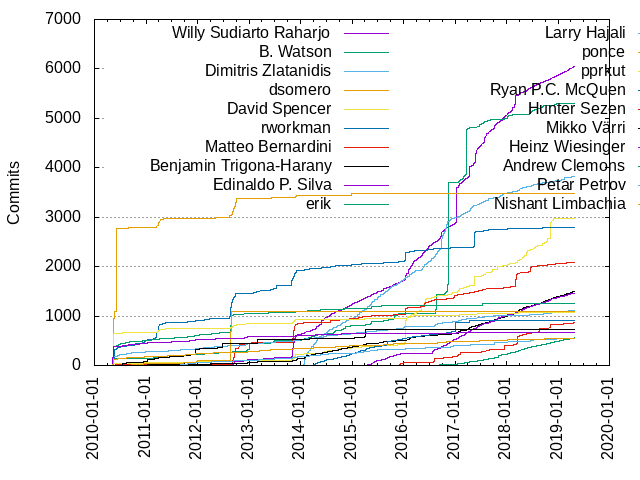 7000
6000
5000
4000
3000
2000
1000
0
Commits
Willy Sudiarto Raharjo
B. Watson
Dimitris Zlatanidis
dsomero
David Spencer
rworkman
Matteo Bernardini
Benjamin Trigona-Harany
Edinaldo P. Silva
erik
Larry Hajali
ponce
pprkut
Ryan P.C. McQuen
Hunter Sezen
Mikko Värri
Heinz Wiesinger
Andrew Clemons
Petar Petrov
Nishant Limbachia
2010-01-01
2011-01-01
2012-01-01
2013-01-01
2014-01-01
2015-01-01
2016-01-01
2017-01-01
2018-01-01
2019-01-01
2020-01-01